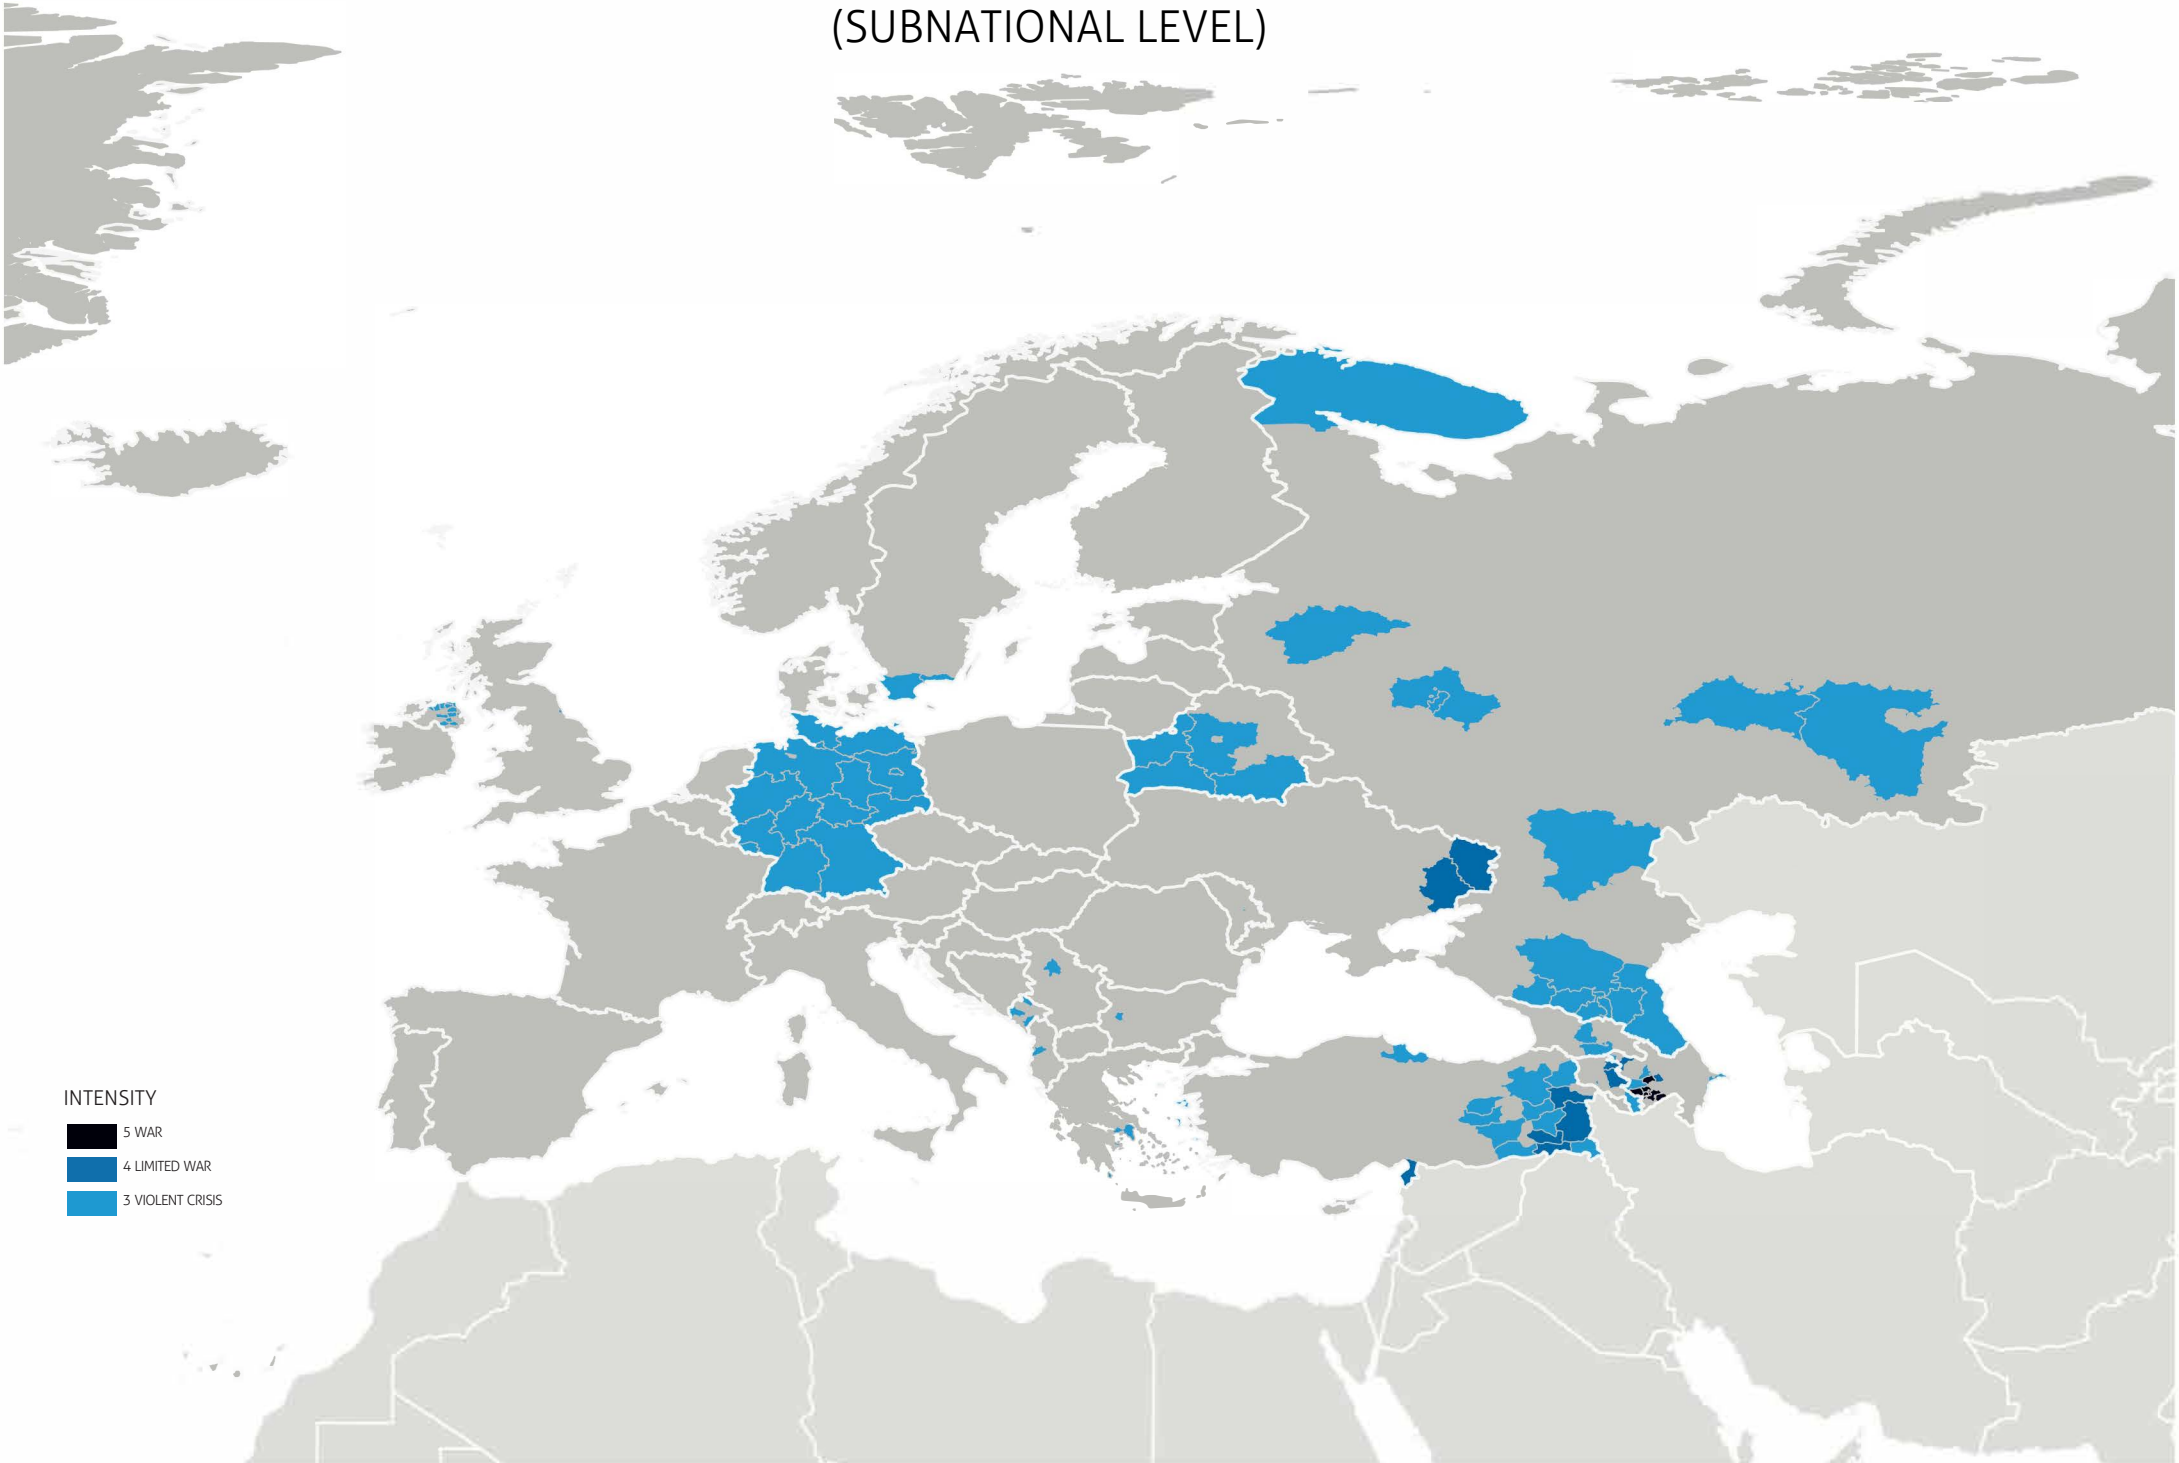 (SUBNATIONAL LEVEL)
INTENSITY
5 WAR
4 LIMITED WAR
3 VIOLENT CRISIS